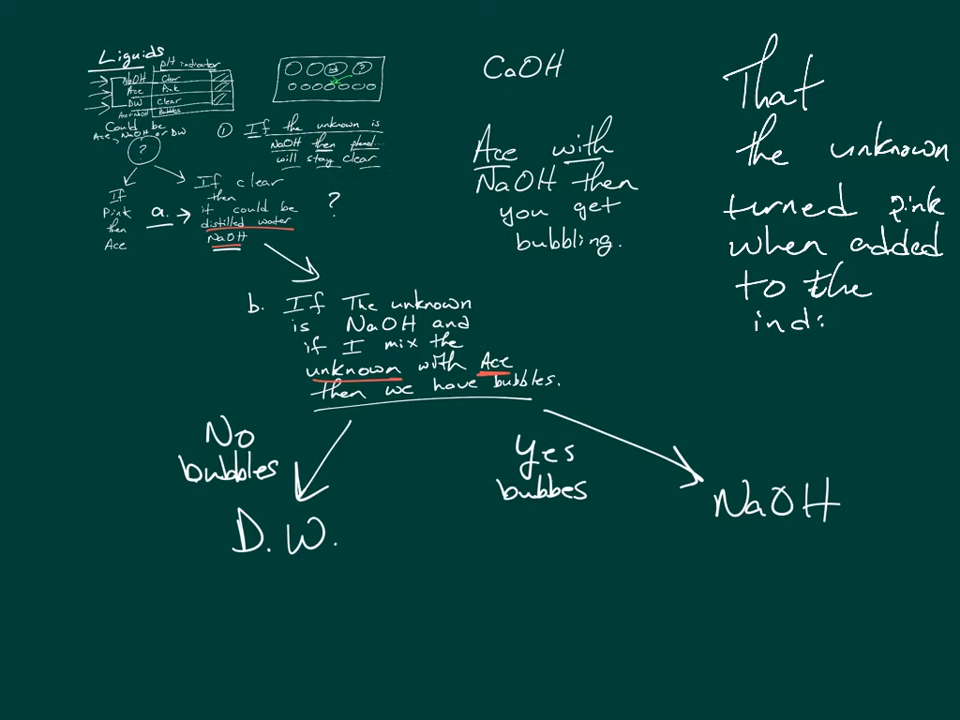 Liquids
pH indicator
NaOH Clear
Ace Pink
DW Clear
Ace+NaOH Bubbles
Could be
Ace, NaOH or DW
?
If
Pink
then
Ace
a.
If clear
then
it could be
distilled water
NaOH
?
ind ?
① If the unknown is
NaOH then
will stay clear
b. If The unknown
is NaOH and
if I mix the
unknown with Ace
then we have bubbles.
No
bubbles
D.W.
Yes
bubbes
NaOH
CaOH
Ace with
NaOH then
you get
bubbling.
That
the unknown
turned pink
when added
to the
indi